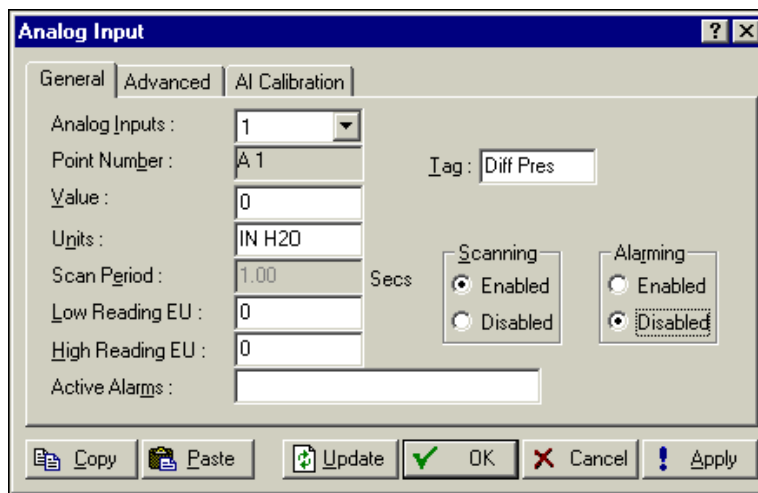 Analog Input
General Advanced AI Calibration
Analog Inputs : 1
Point Number : A 1
Tag : Diff Pres
Value : 0
Units : IN H2O
Scan Period : 1.00 Secs
Scanning
Enabled
Disabled
Alarming
Enabled
Disabled
Low Reading EU : 0
High Reading EU : 0
Active Alarms :
Copy Paste Update OK Cancel Apply